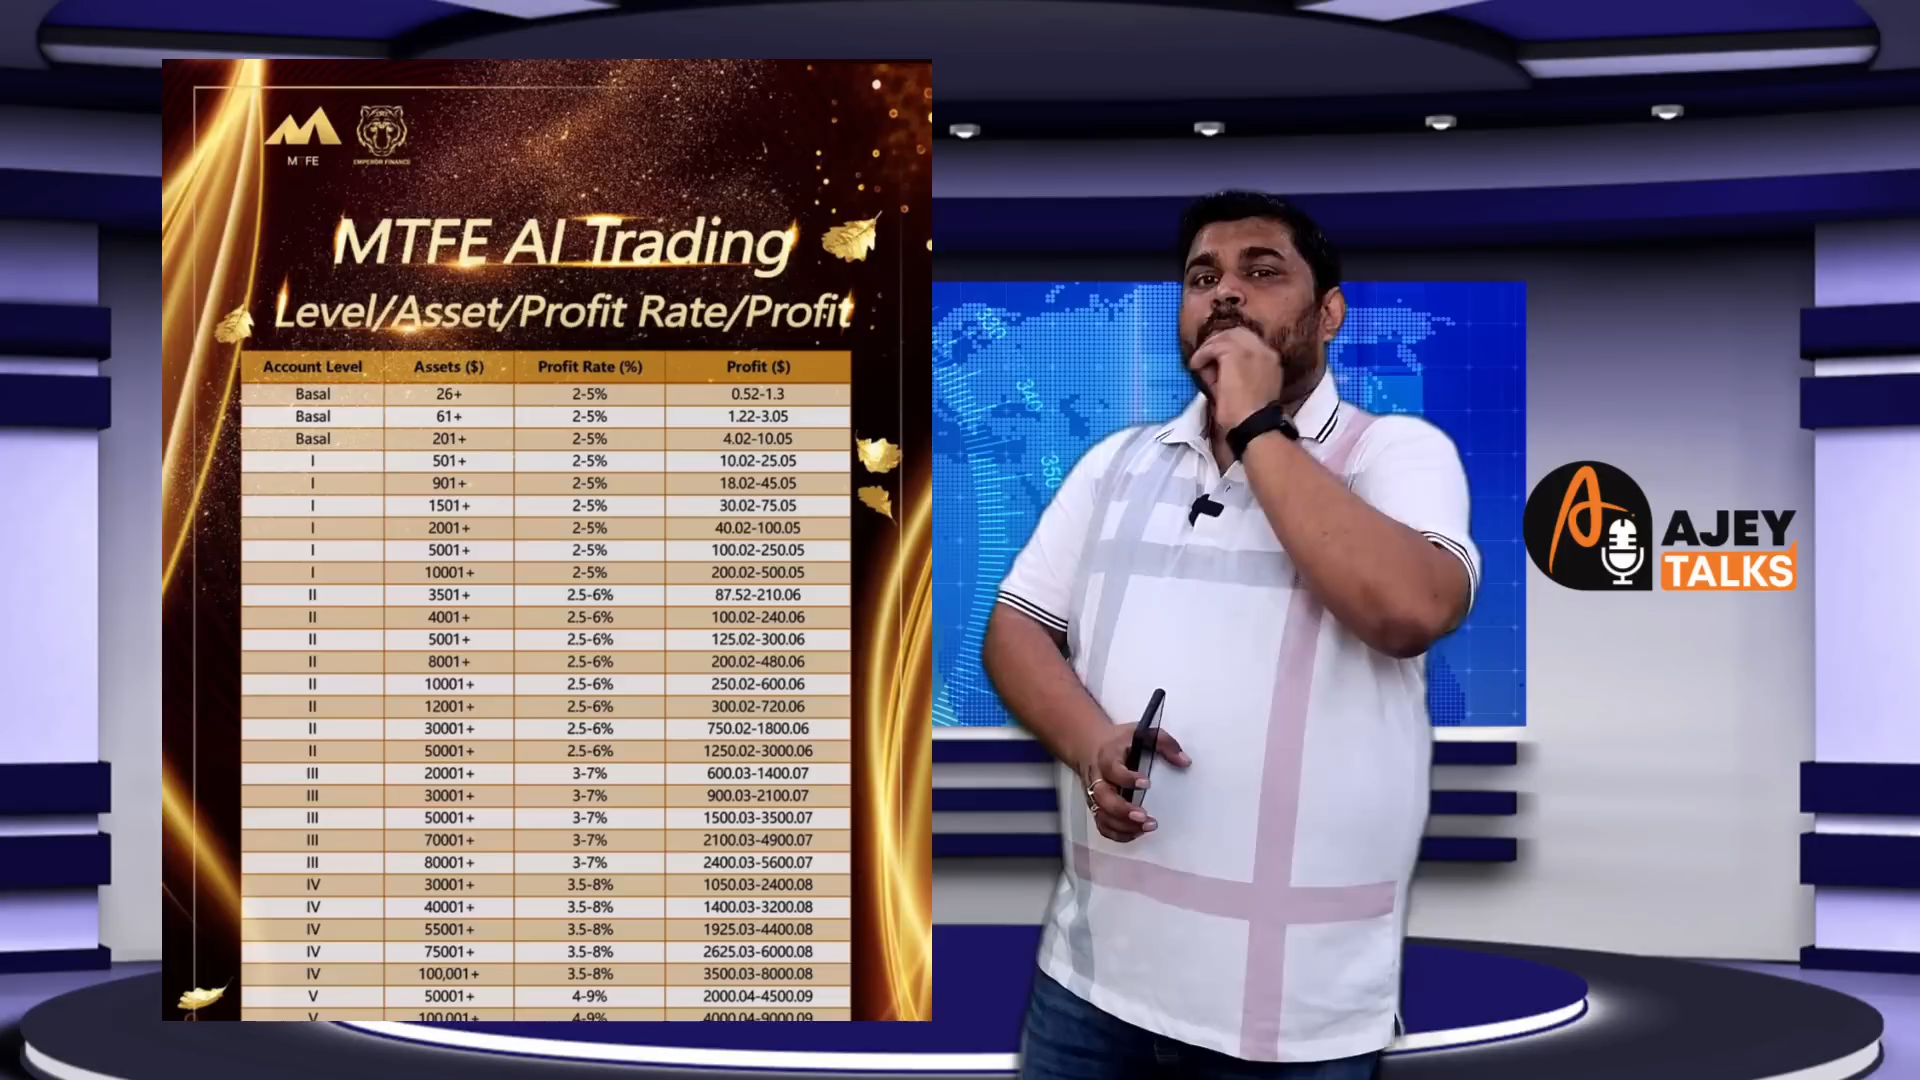 MTFE
EMPEROR FINANCE
MTFE AI Trading
Level/Asset/Profit Rate/Profit
Account Level Assets ($) Profit Rate (%) Profit ($)
Basal 26+ 2-5% 0.52-1.3
Basal 61+ 2-5% 1.22-3.05
Basal 201+ 2-5% 4.02-10.05
I 501+ 2-5% 10.02-25.05
I 901+ 2-5% 18.02-45.05
I 1501+ 2-5% 30.02-75.05
I 2001+ 2-5% 40.02-100.05
I 5001+ 2-5% 100.02-250.05
I 10001+ 2-5% 200.02-500.05
II 3501+ 2.5-6% 87.52-210.06
II 4001+ 2.5-6% 100.02-240.06
II 5001+ 2.5-6% 125.02-300.06
II 8001+ 2.5-6% 200.02-480.06
II 10001+ 2.5-6% 250.02-600.06
II 12001+ 2.5-6% 300.02-720.06
II 30001+ 2.5-6% 750.02-1800.06
II 50001+ 2.5-6% 1250.02-3000.06
III 20001+ 3-7% 600.03-1400.07
III 30001+ 3-7% 900.03-2100.07
III 50001+ 3-7% 1500.03-3500.07
III 70001+ 3-7% 2100.03-4900.07
III 80001+ 3-7% 2400.03-5600.07
IV 30001+ 3.5-8% 1050.03-2400.08
IV 40001+ 3.5-8% 1400.03-3200.08
IV 55001+ 3.5-8% 1925.03-4400.08
IV 75001+ 3.5-8% 2625.03-6000.08
IV 100,001+ 3.5-8% 3500.03-8000.08
V 50001+ 4-9% 2000.04-4500.09
V 100,001+ 4-9% 4000.04-9000.09
330
340
350
AJEY
TALKS